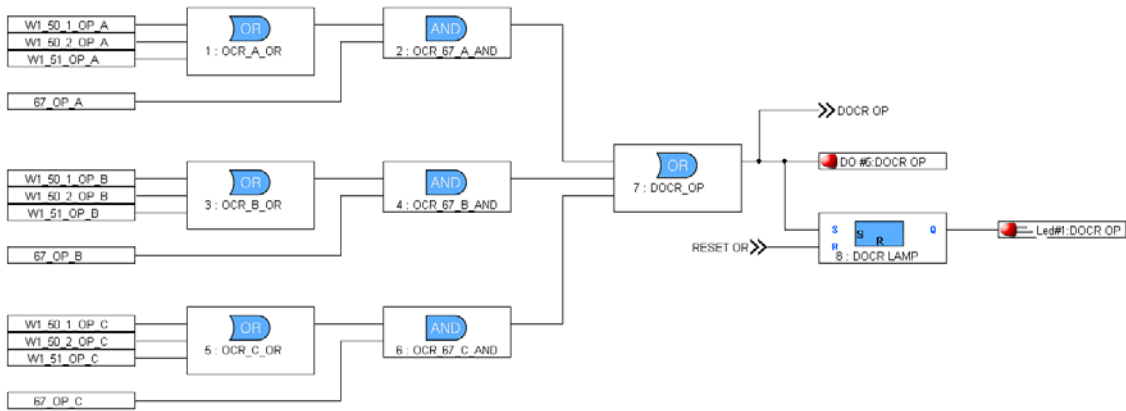 W1_50_1_OP_A
W1_50_2_OP_A
W1_51_OP_A
67_OP_A
OR
1 : OCR_A_OR
AND
2 : OCR_67_A_AND
W1_50_1_OP_B
W1_50_2_OP_B
W1_51_OP_B
67_OP_B
OR
3 : OCR_B_OR
AND
4 : OCR_67_B_AND
W1_50_1_OP_C
W1_50_2_OP_C
W1_51_OP_C
67_OP_C
OR
5 : OCR_C_OR
AND
6 : OCR_67_C_AND
OR
7 : DOCR_OP
DOCR OP
DO #6:DOCR OP
RESET OR
S
R
S
R
Q
8 : DOCR LAMP
Led#1:DOCR OP